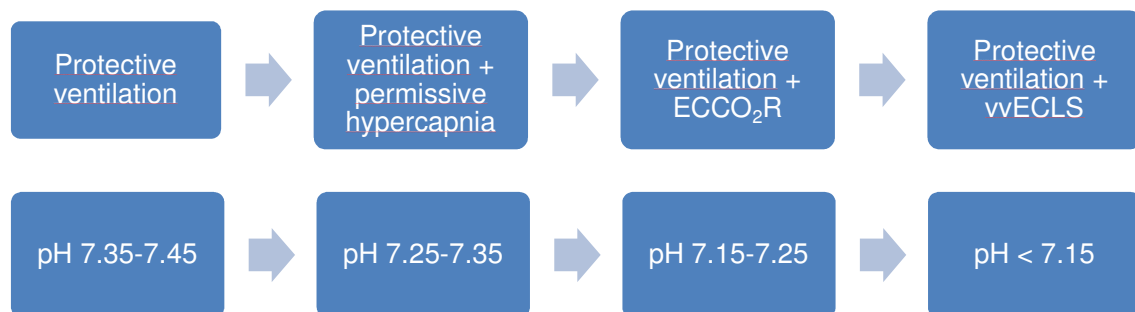 Protective
ventilation
Protective
ventilation +
permissive
hypercapnia
Protective
ventilation +
ECCO₂R
Protective
ventilation +
vvECLS
pH 7.35-7.45
pH 7.25-7.35
pH 7.15-7.25
pH < 7.15